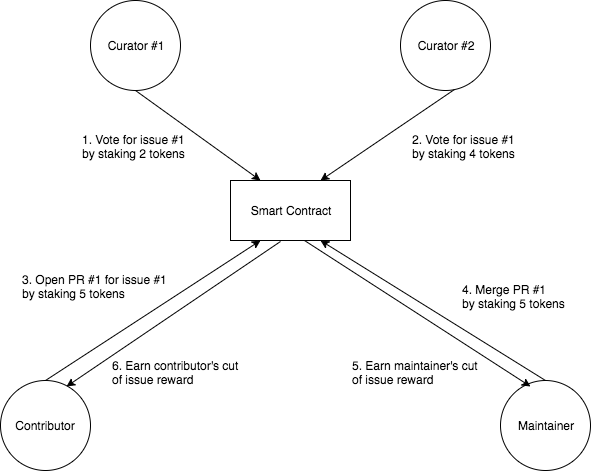 Curator #1
Curator #2
1. Vote for issue #1
by staking 2 tokens
2. Vote for issue #1
by staking 4 tokens
Smart Contract
3. Open PR #1 for issue #1
by staking 5 tokens
4. Merge PR #1
by staking 5 tokens
6. Earn contributor's cut
of issue reward
5. Earn maintainer's cut
of issue reward
Contributor
Maintainer